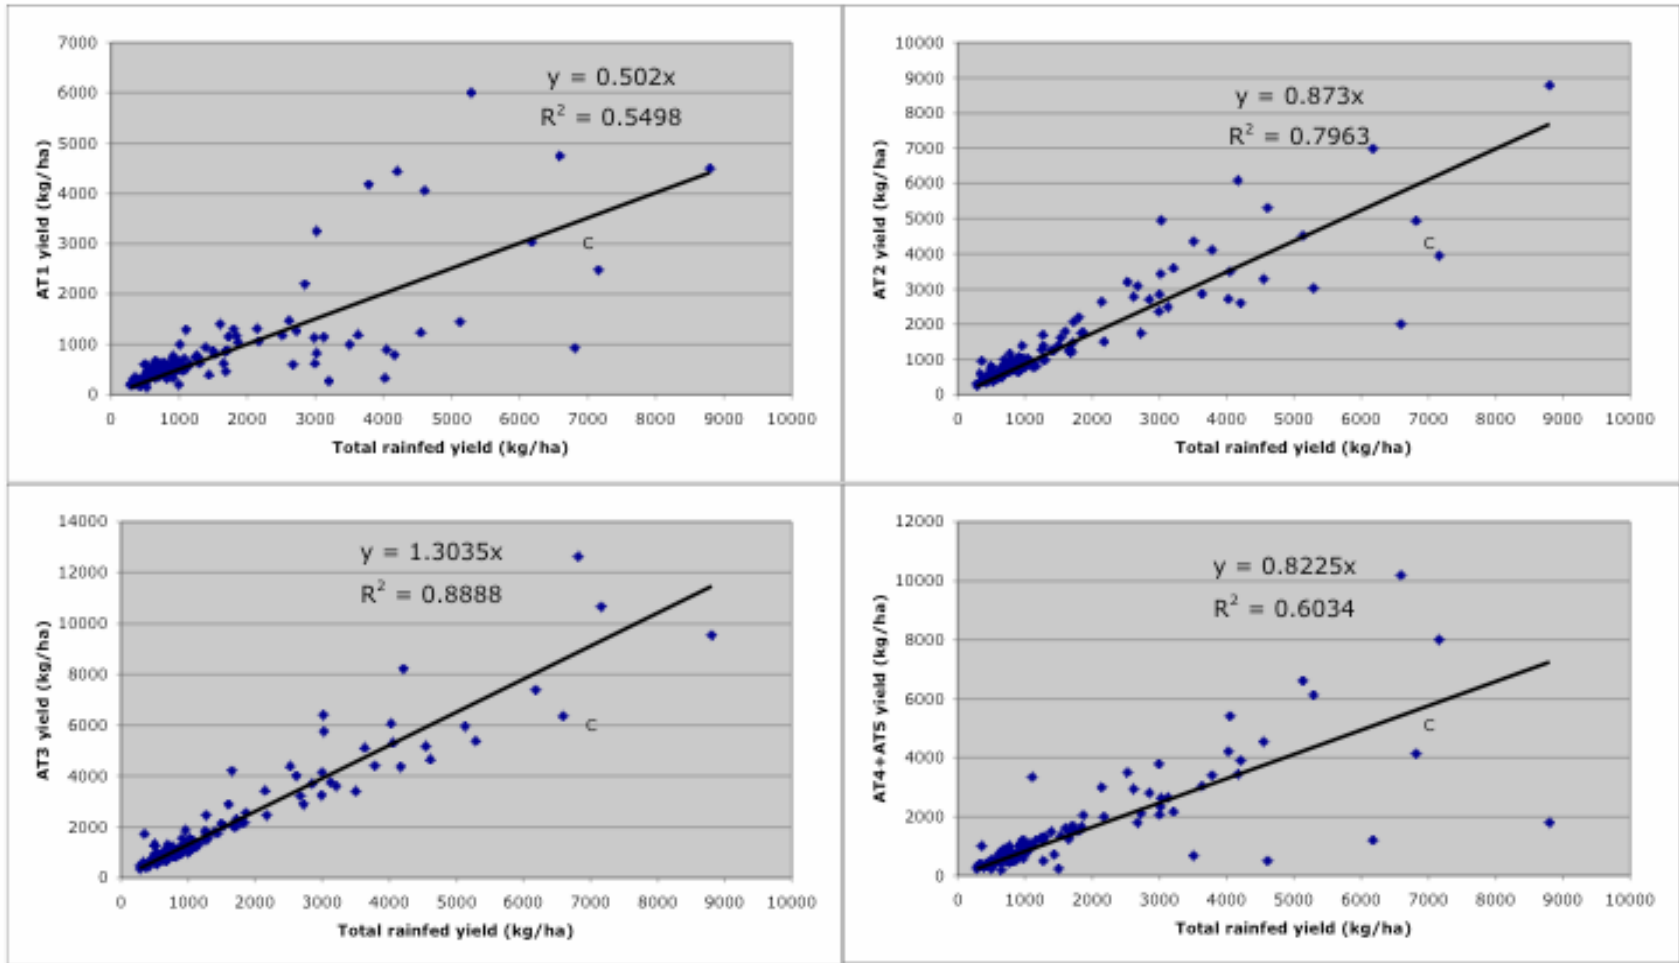 7000
6000
5000
4000
3000
2000
1000
0
y = 0.502x
R² = 0.5498
C
AT1 yield (kg/ha)
0 1000 2000 3000 4000 5000 6000 7000 8000 9000 10000
Total rainfed yield (kg/ha)
10000
9000
8000
7000
6000
5000
4000
3000
2000
1000
0
y = 0.873x
R² = 0.7963
C
AT2 yield (kg/ha)
0 1000 2000 3000 4000 5000 6000 7000 8000 9000 10000
Total rainfed yield (kg/ha)
14000
12000
10000
8000
6000
4000
2000
0
y = 1.3035x
R² = 0.8888
C
AT3 yield (kg/ha)
0 1000 2000 3000 4000 5000 6000 7000 8000 9000 10000
Total rainfed yield (kg/ha)
12000
10000
8000
6000
4000
2000
0
y = 0.8225x
R² = 0.6034
C
AT4+AT5 yield (kg/ha)
0 1000 2000 3000 4000 5000 6000 7000 8000 9000 10000
Total rainfed yield (kg/ha)